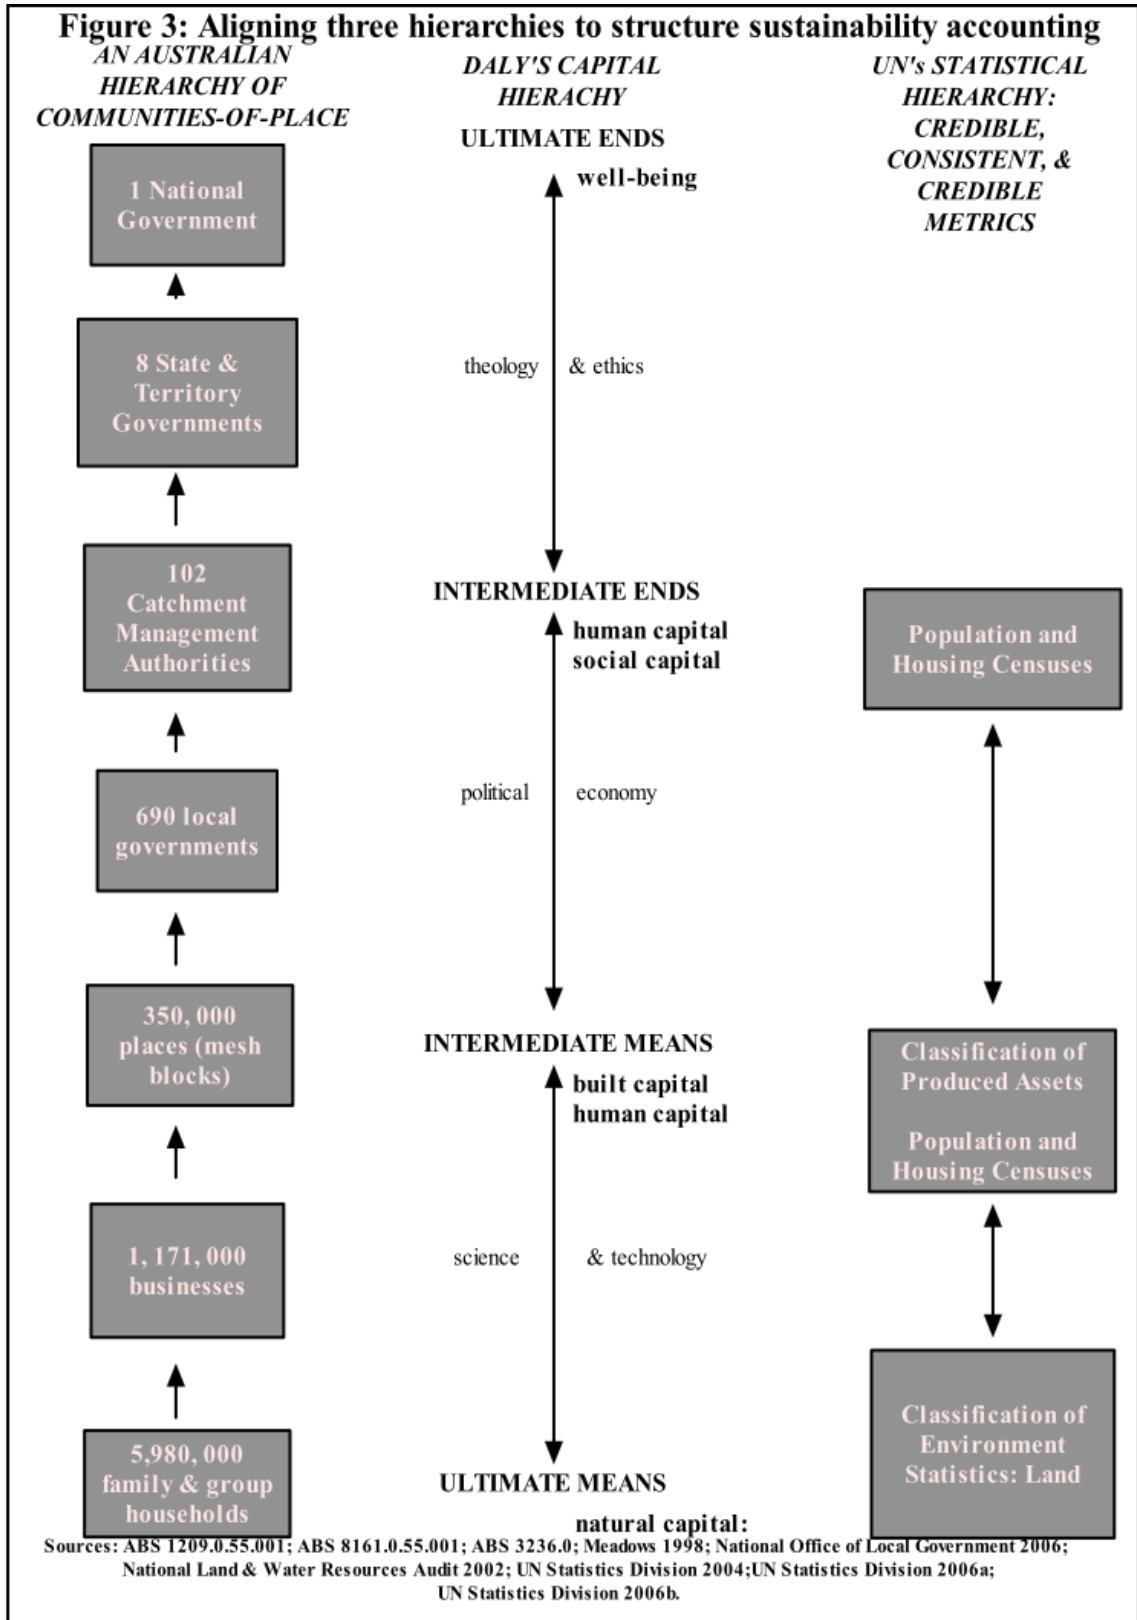 Figure 3: Aligning three hierarchies to structure sustainability accounting
AN AUSTRALIAN
HIERARCHY OF
COMMUNITIES-OF-PLACE
1 National
Government
8 State &
Territory
Governments
102
Catchment
Management
Authorities
690 local
governments
350, 000
places (mesh
blocks)
1, 171, 000
businesses
5,980, 000
family & group
households
DALY'S CAPITAL
HIERACHY
ULTIMATE ENDS
well-being
theology & ethics
INTERMEDIATE ENDS
human capital
social capital
political economy
INTERMEDIATE MEANS
built capital
human capital
science & technology
ULTIMATE MEANS
natural capital:
UN's STATISTICAL
HIERARCHY:
CREDIBLE,
CONSISTENT, &
CREDIBLE
METRICS
Population and
Housing Censuses
Classification of
Produced Assets
Population and
Housing Censuses
Classification of
Environment
Statistics: Land
Sources: ABS 1209.0.55.001; ABS 8161.0.55.001; ABS 3236.0; Meadows 1998; National Office of Local Government 2006;
National Land & Water Resources Audit 2002; UN Statistics Division 2004;UN Statistics Division 2006a;
UN Statistics Division 2006b.